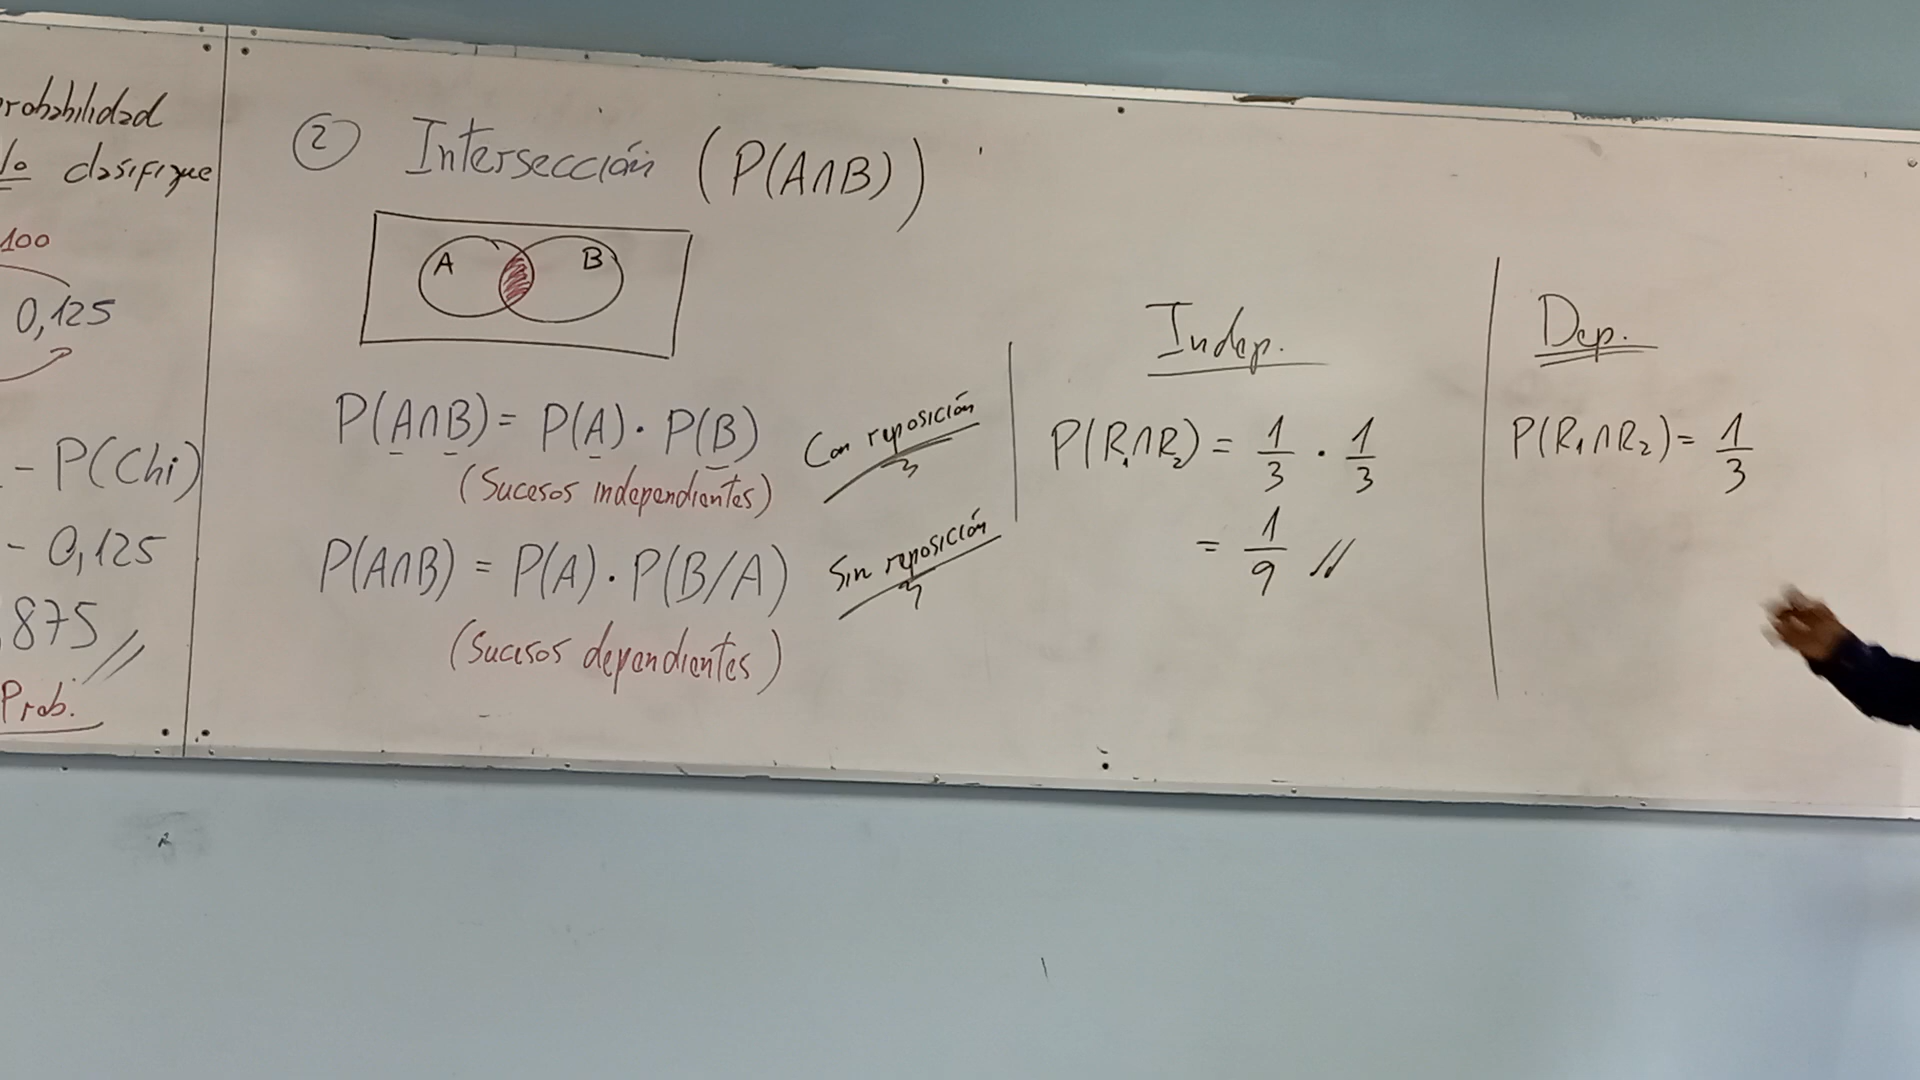 probabilidad
lo clasifique
100
0,125
- P(Chi)
- 0,125
875 //
Prob.
② Intersección (P(A∩B))
A B
P(A∩B) = P(A) · P(B) Con reposición
(Sucesos independientes)
P(A∩B) = P(A) · P(B/A) Sin reposición
(Sucesos dependientes)
Indep.
P(R₁∩R₂) = 1/3 · 1/3
= 1/9 //
Dep.
P(R₁∩R₂) = 1/3